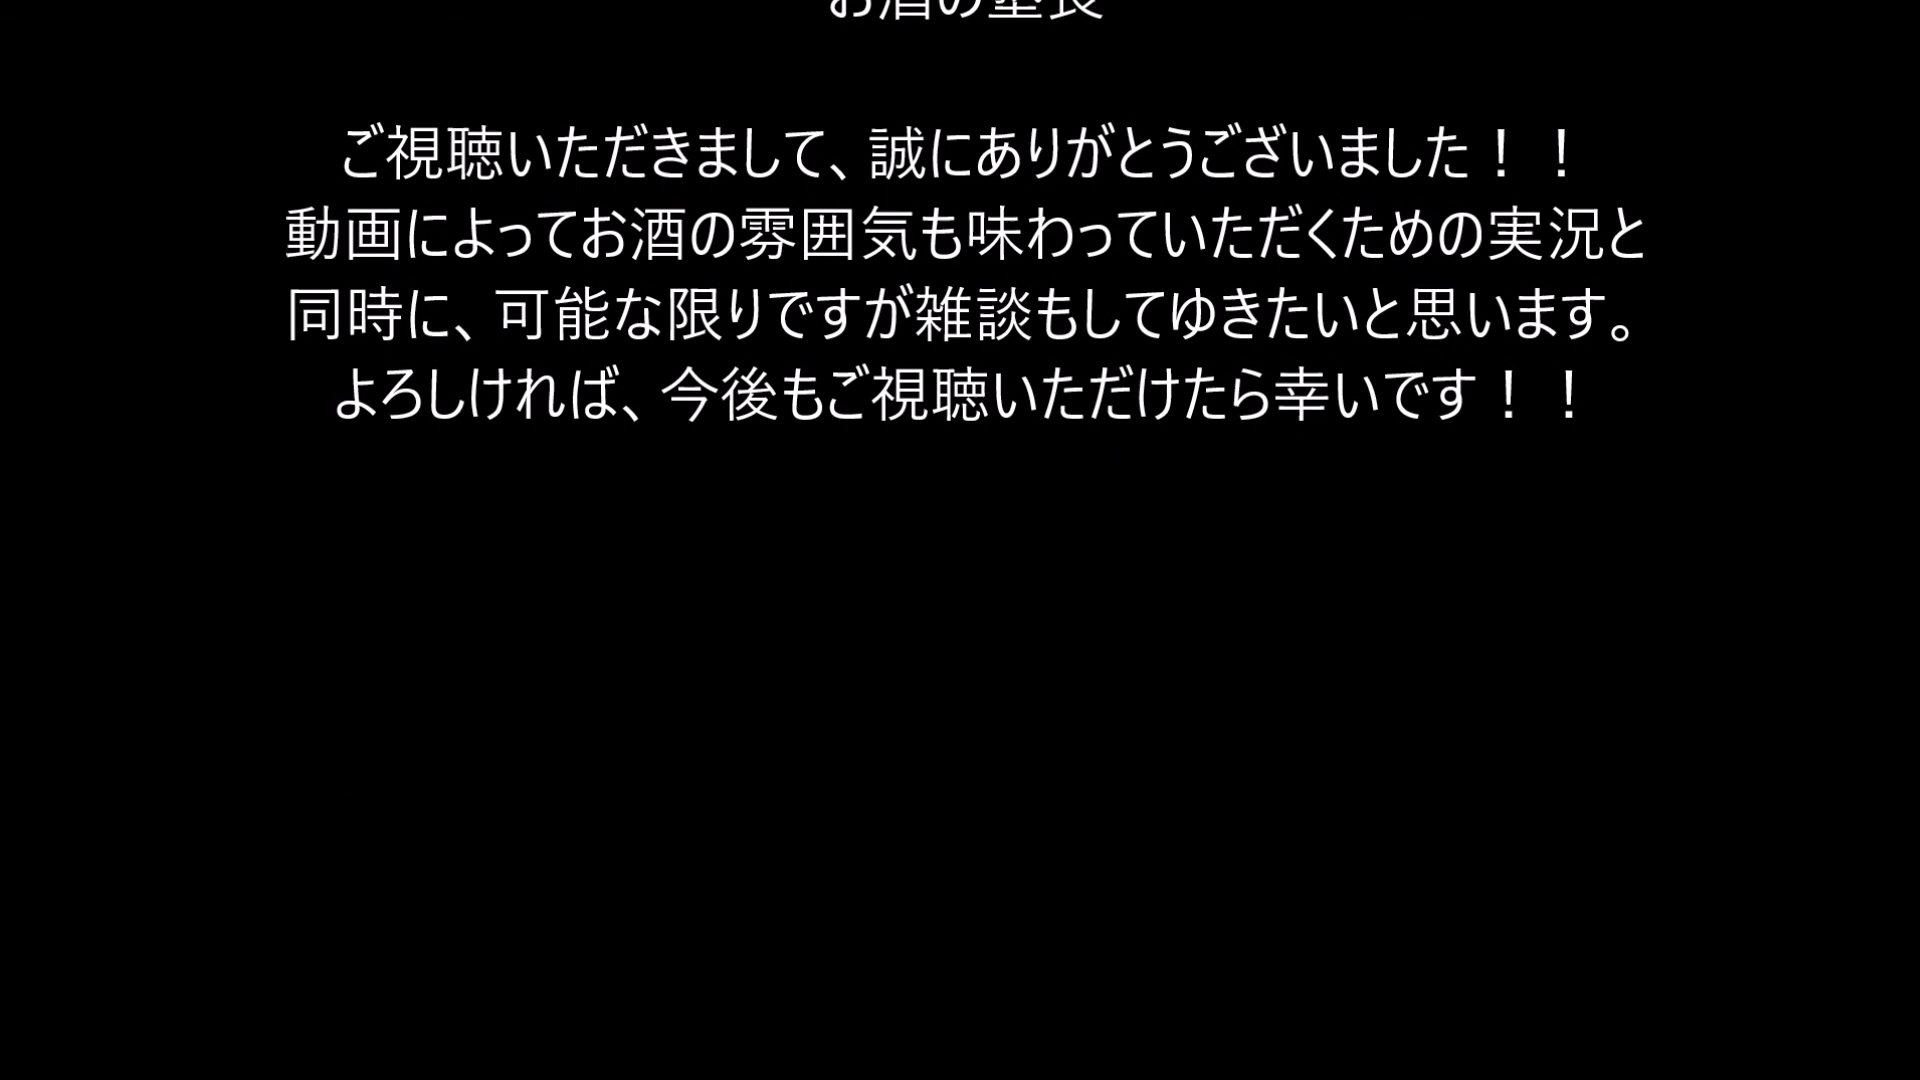 お酒の塾長
ご視聴いただきまして、誠にありがとうございました！！
動画によってお酒の雰囲気も味わっていただくための実況と
同時に、可能な限りですが雑談もしてゆきたいと思います。
よろしければ、今後もご視聴いただけたら幸いです！！